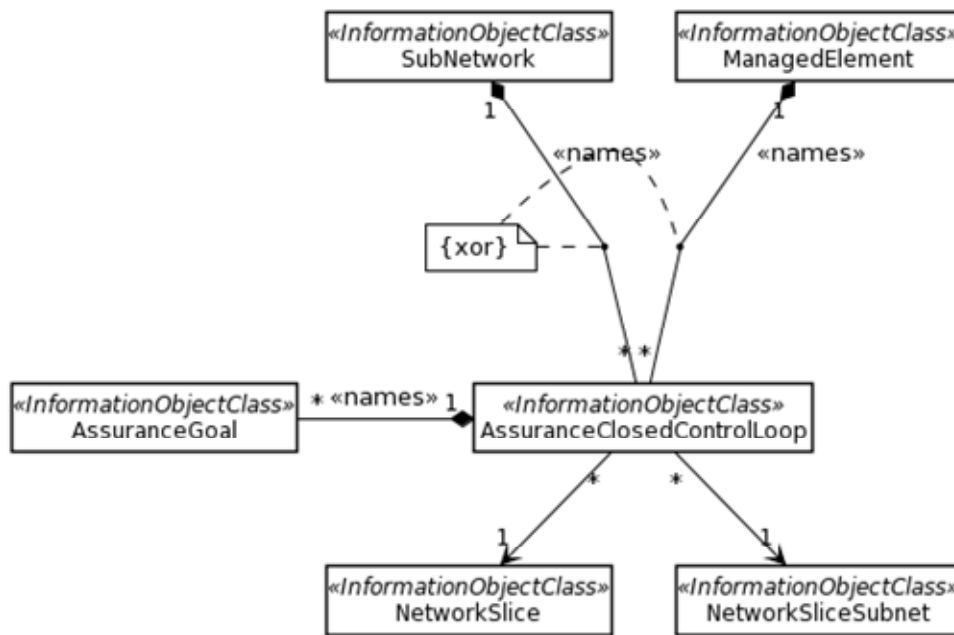 «InformationObjectClass»
SubNetwork
«InformationObjectClass»
ManagedElement
1
1
«names»
«names»
{xor}
*
*
«InformationObjectClass»
AssuranceGoal
* «names» 1
«InformationObjectClass»
AssuranceClosedControlLoop
*
*
1
1
«InformationObjectClass»
NetworkSlice
«InformationObjectClass»
NetworkSliceSubnet